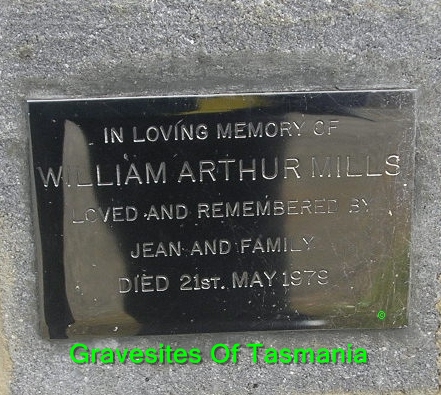 IN LOVING MEMORY OF
WILLIAM ARTHUR MILLS
LOVED AND REMEMBERED BY
JEAN AND FAMILY
DIED 21ST. MAY 1979
©
Gravesites Of Tasmania